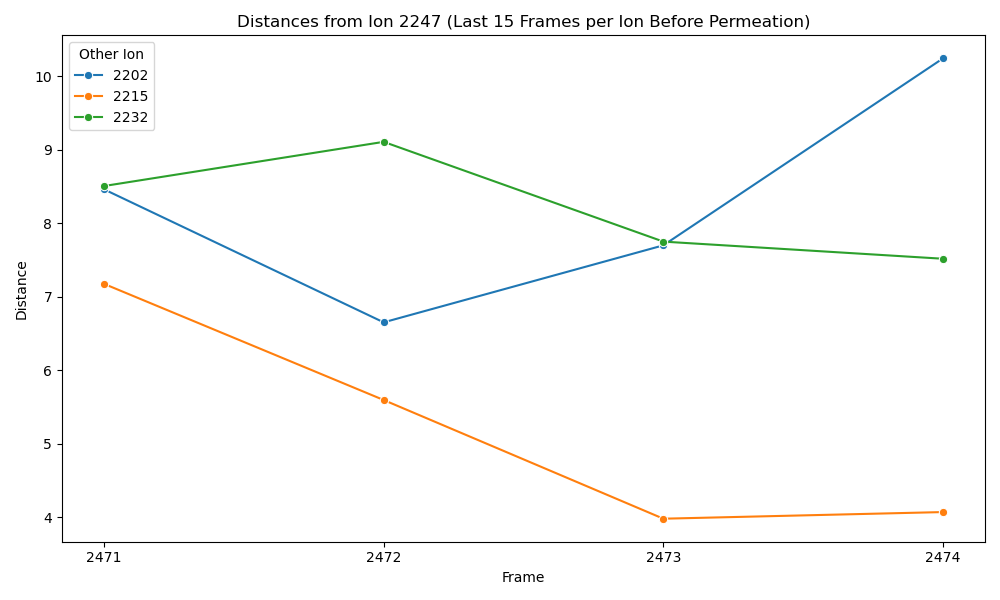 Distances from Ion 2247 (Last 15 Frames per Ion Before Permeation)
Other Ion
2202
2215
2232
Distance
10
9
8
7
6
5
4
2471 2472 2473 2474
Frame